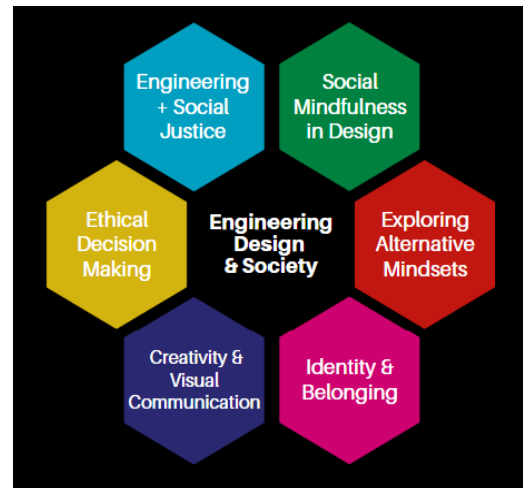 Engineering
+ Social
Justice
Social
Mindfulness
in Design
Ethical
Decision
Making
Engineering
Design
& Society
Exploring
Alternative
Mindsets
Creativity &
Visual
Communication
Identity &
Belonging